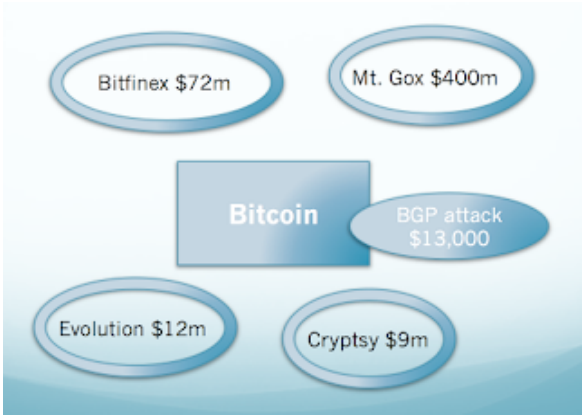 Bitfinex $72m
Mt. Gox $400m
Bitcoin
BGP attack
$13,000
Evolution $12m
Cryptsy $9m